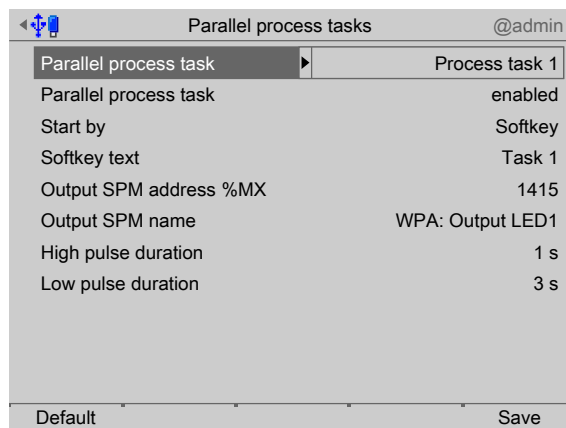 Parallel process tasks @admin
Parallel process task Process task 1
Parallel process task enabled
Start by Softkey
Softkey text Task 1
Output SPM address %MX 1415
Output SPM name WPA: Output LED1
High pulse duration 1 s
Low pulse duration 3 s
Default Save